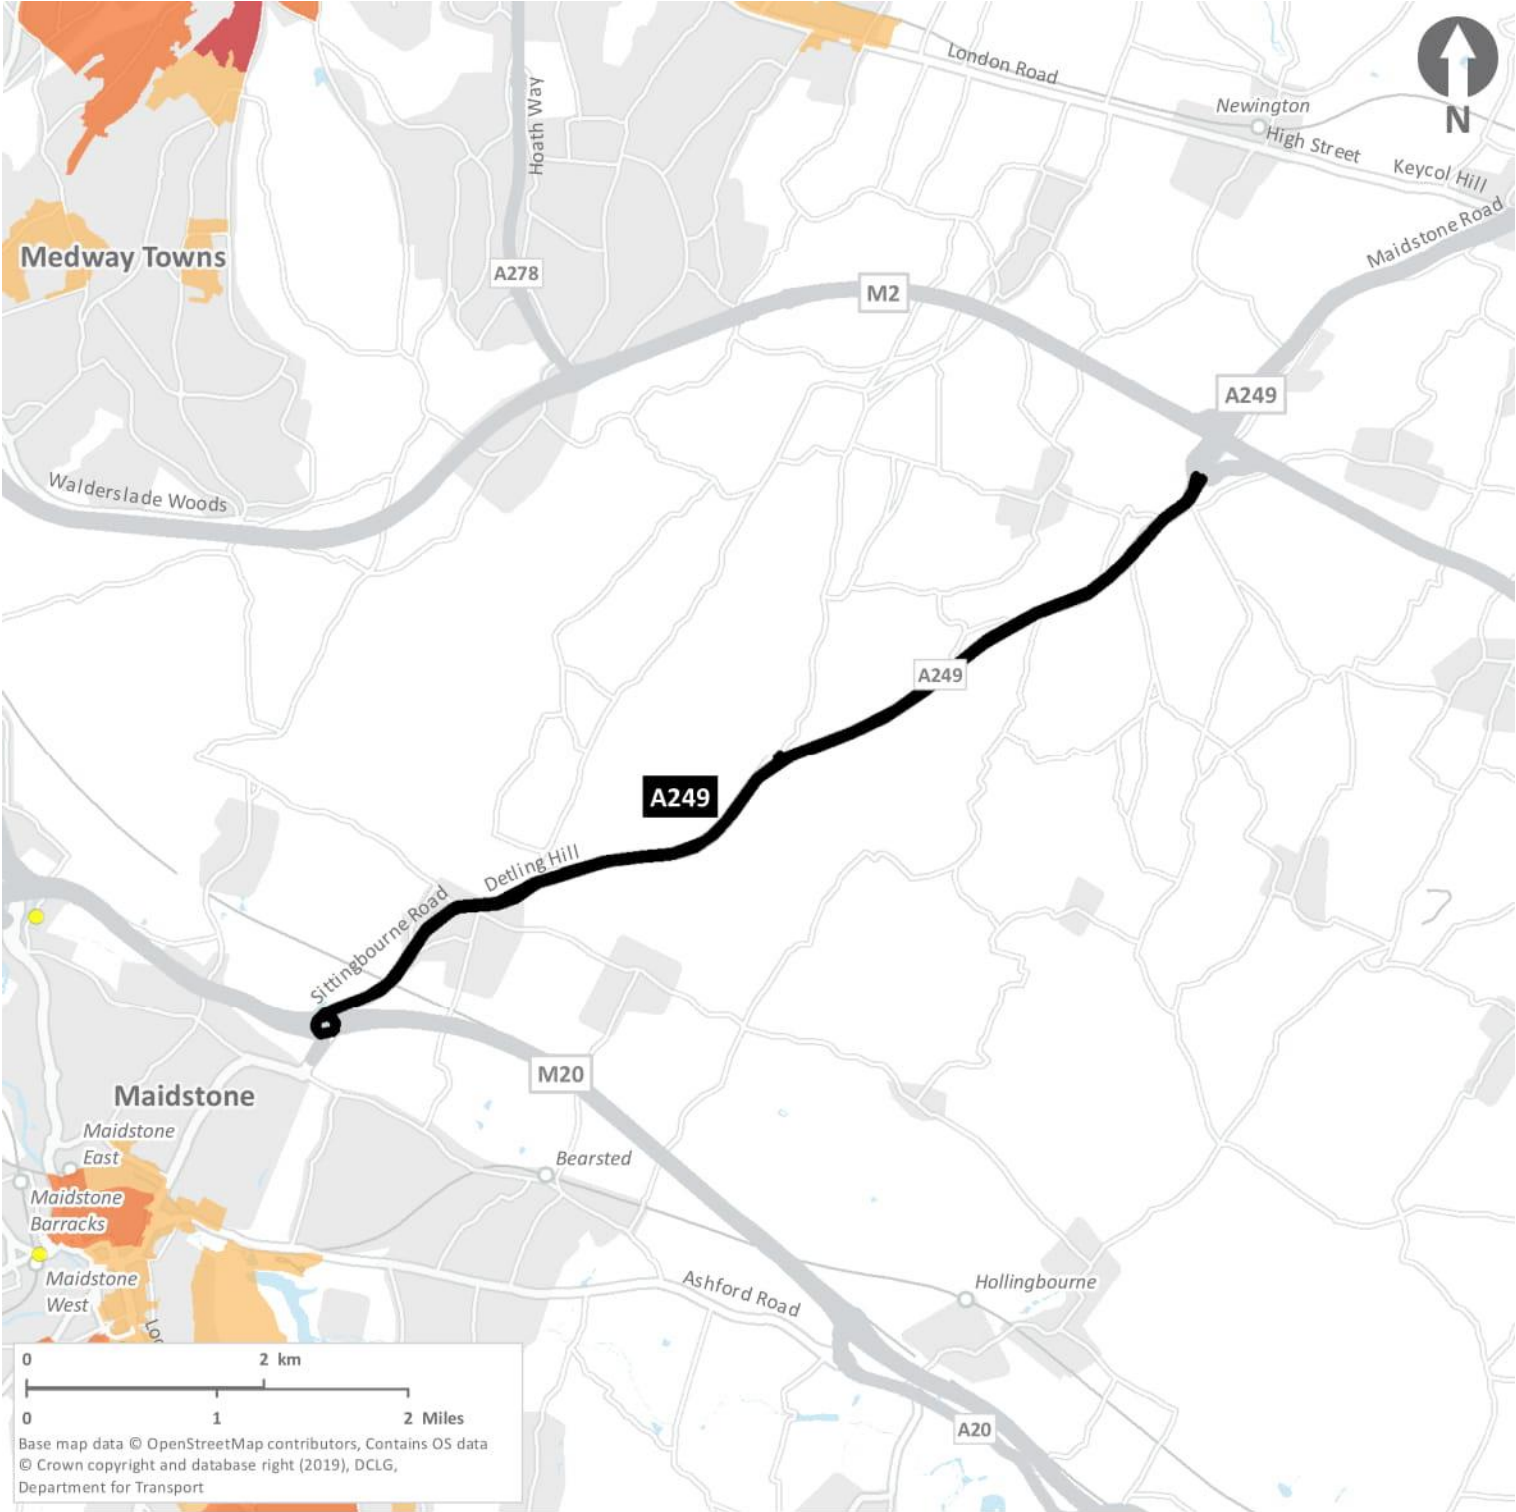 London Road
N
Newington
High Street
Keycol Hill
Hoath Way
Maidstone Road
Medway Towns
A278
M2
A249
Walderslade Woods
A249
A249
Detling Hill
Sittingbourne Road
M20
Maidstone
Maidstone
East
Bearsted
Maidstone
Barracks
Maidstone
West
Ashford Road
Hollingbourne
Loo
0 2 km
0 1 2 Miles
A20
Base map data © OpenStreetMap contributors, Contains OS data
© Crown copyright and database right (2019), DCLG,
Department for Transport